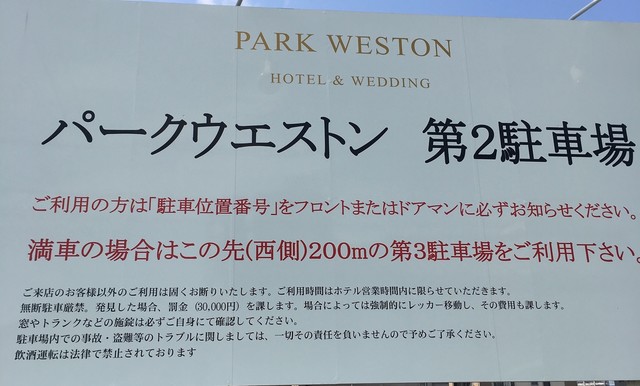 PARK WESTON
HOTEL & WEDDING
パークウエストン 第2駐車場
ご利用の方は「駐車位置番号」をフロントまたはドアマンに必ずお知らせください。
満車の場合はこの先(西側)200mの第3駐車場をご利用下さい。
ご来店のお客様以外のご利用は固くお断りいたします。ご利用時間はホテル営業時間内に限らせていただきます。
無断駐車厳禁。発見した場合、罰金(30,000円)を課します。場合によっては強制的にレッカー移動し、その費用も課します。
窓やトランクなどの施錠は必ずご自身にて確認してください。
駐車場内での事故・盗難等のトラブルに関しましては、一切その責任を負いませんので予めご了承ください。
飲酒運転は法律で禁止されております